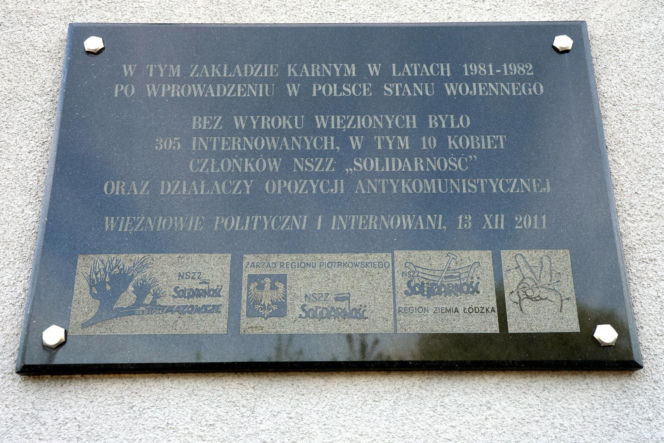 W TYM ZAKŁADZIE KARNYM W LATACH 1981-1982
PO WPROWADZENIU W POLSCE STANU WOJENNEGO
BEZ WYROKU WIĘZIONYCH BYŁO
305 INTERNOWANYCH, W TYM 10 KOBIET
CZŁONKÓW NSZZ „SOLIDARNOŚĆ”
ORAZ DZIAŁACZY OPOZYCJI ANTYKOMUNISTYCZNEJ
WIĘŹNIOWIE POLITYCZNI I INTERNOWANI, 13 XII 2011
NSZZ
SOLIDARNOŚĆ
MAZOWSZE
ZARZĄD REGIONU PIOTRKOWSKIEGO
NSZZ
SOLIDARNOŚĆ
NSZZ
SOLIDARNOŚĆ
REGION ZIEMIA ŁÓDZKA